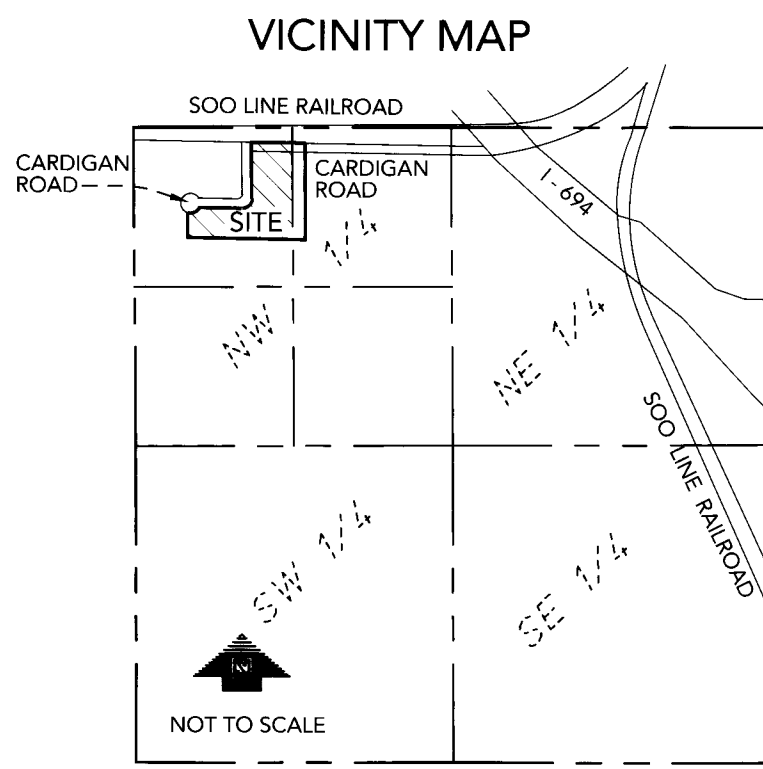 VICINITY MAP
SOO LINE RAILROAD
CARDIGAN
ROAD
CARDIGAN
ROAD
I-694
SITE
NW 1/4
NE 1/4
SOO LINE RAILROAD
SW 1/4
SE 1/4
N
NOT TO SCALE